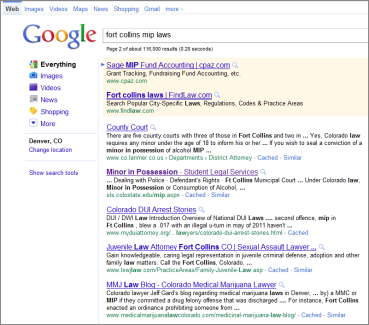 Web Images Videos Maps News Shopping Gmail more
Google
fort collins mip laws
Page 2 of about 116,000 results (0.20 seconds)
Everything
Images
Videos
News
Shopping
More
Denver, CO
Change location
Show search tools
Sage MIP Fund Accounting | cpaz.com
Grant Tracking, Fundraising Fund Accounting, etc.
www.cpaz.com
Fort collins laws | FindLaw.com
Search Popular City-Specific Laws, Regulations, Codes & Practice Areas
www.findlaw.com
County Court
There are five county courts with three of those in Fort Collins and two in ... Yes, Colorado law
requires any minor under the age of 18 to inform his or her ... If you wish to seal a conviction of
a minor in possession of alcohol MIP ...
www.co.larimer.co.us › Departments › District Attorney - Cached - Similar
Minor in Possession - Student Legal Services
... Dealing with Police · Defendant's Rights · Ft Collins Municipal Court ... Under Colorado law,
Minor in Possession or Consumption of Alcohol, ...
sls.colostate.edu/mip.aspx - Cached
Colorado DUI Arrest Stories
DUI / DWI Law Introduction Overview of National DUI Laws .... second offence, mip in
Ft Collins , blew a .017 with an illegal u-turn in may of 2011 haven't ...
www.myduiattorney.org/.../lawyers/colorado-dui-arrest-stories.html - Cached
Juvenile Law Attorney Fort Collins CO | Sexual Assault Lawyer ...
Gain knowledgeable, caring legal representation in juvenile criminal defense, adoption and other
family law matters. Call the Fort Collins, Colorado, ...
www.lswjlaw.com/PracticeAreas/Family-Juvenile-Law.asp - Cached - Similar
MMJ Law Blog - Colorado Medical Marijuana Lawyer
Colorado lawyer Jeff Gard's blog regarding medical marijuana laws in Denver, ... by) a MMC or
MIP if they committed a drug felony offense that was discharged .... For instance, Fort Collins
enacted an ordinance prohibiting someone from ...
www.medicalmarijuanalawcolorado.com/medical-marijuana-law-blog/ - Cached